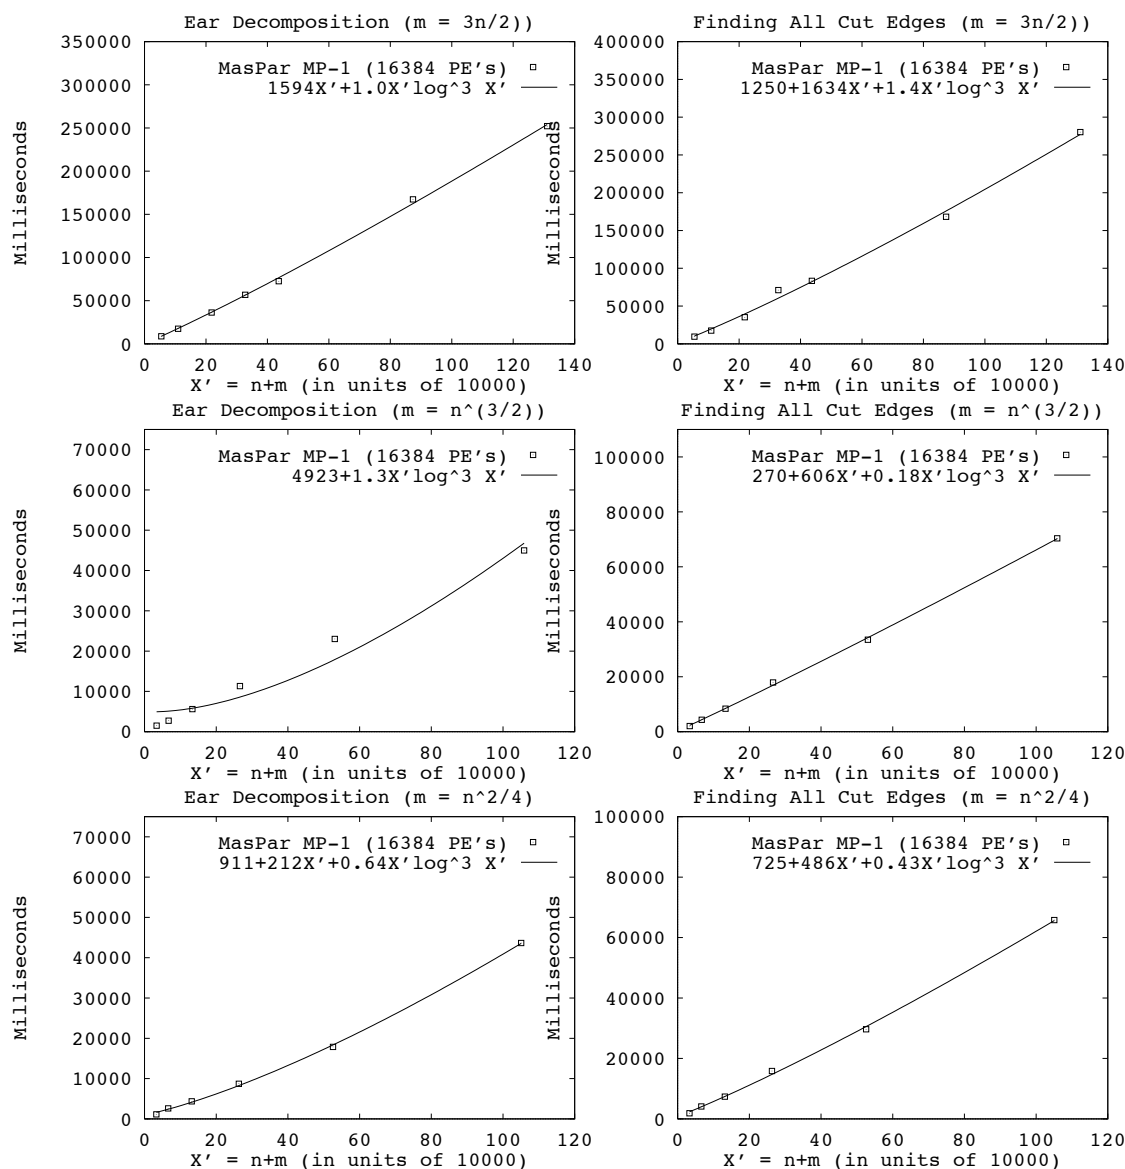 Ear Decomposition (m = 3n/2))
350000
300000
250000
200000
150000
100000
50000
0
Milliseconds
MasPar MP-1 (16384 PE's)
1594X'+1.0X'log^3 X'
0 20 40 60 80 100 120 140
X' = n+m (in units of 10000)
Finding All Cut Edges (m = 3n/2))
400000
350000
300000
250000
200000
150000
100000
50000
0
Milliseconds
MasPar MP-1 (16384 PE's)
1250+1634X'+1.4X'log^3 X'
0 20 40 60 80 100 120 140
X' = n+m (in units of 10000)
Ear Decomposition (m = n^(3/2))
70000
60000
50000
40000
30000
20000
10000
0
Milliseconds
MasPar MP-1 (16384 PE's)
4923+1.3X'log^3 X'
0 20 40 60 80 100 120
X' = n+m (in units of 10000)
Finding All Cut Edges (m = n^(3/2))
100000
80000
60000
40000
20000
0
Milliseconds
MasPar MP-1 (16384 PE's)
270+606X'+0.18X'log^3 X'
0 20 40 60 80 100 120
X' = n+m (in units of 10000)
Ear Decomposition (m = n^2/4)
70000
60000
50000
40000
30000
20000
10000
0
Milliseconds
MasPar MP-1 (16384 PE's)
911+212X'+0.64X'log^3 X'
0 20 40 60 80 100 120
X' = n+m (in units of 10000)
Finding All Cut Edges (m = n^2/4)
100000
80000
60000
40000
20000
0
Milliseconds
MasPar MP-1 (16384 PE's)
725+486X'+0.43X'log^3 X'
0 20 40 60 80 100 120
X' = n+m (in units of 10000)